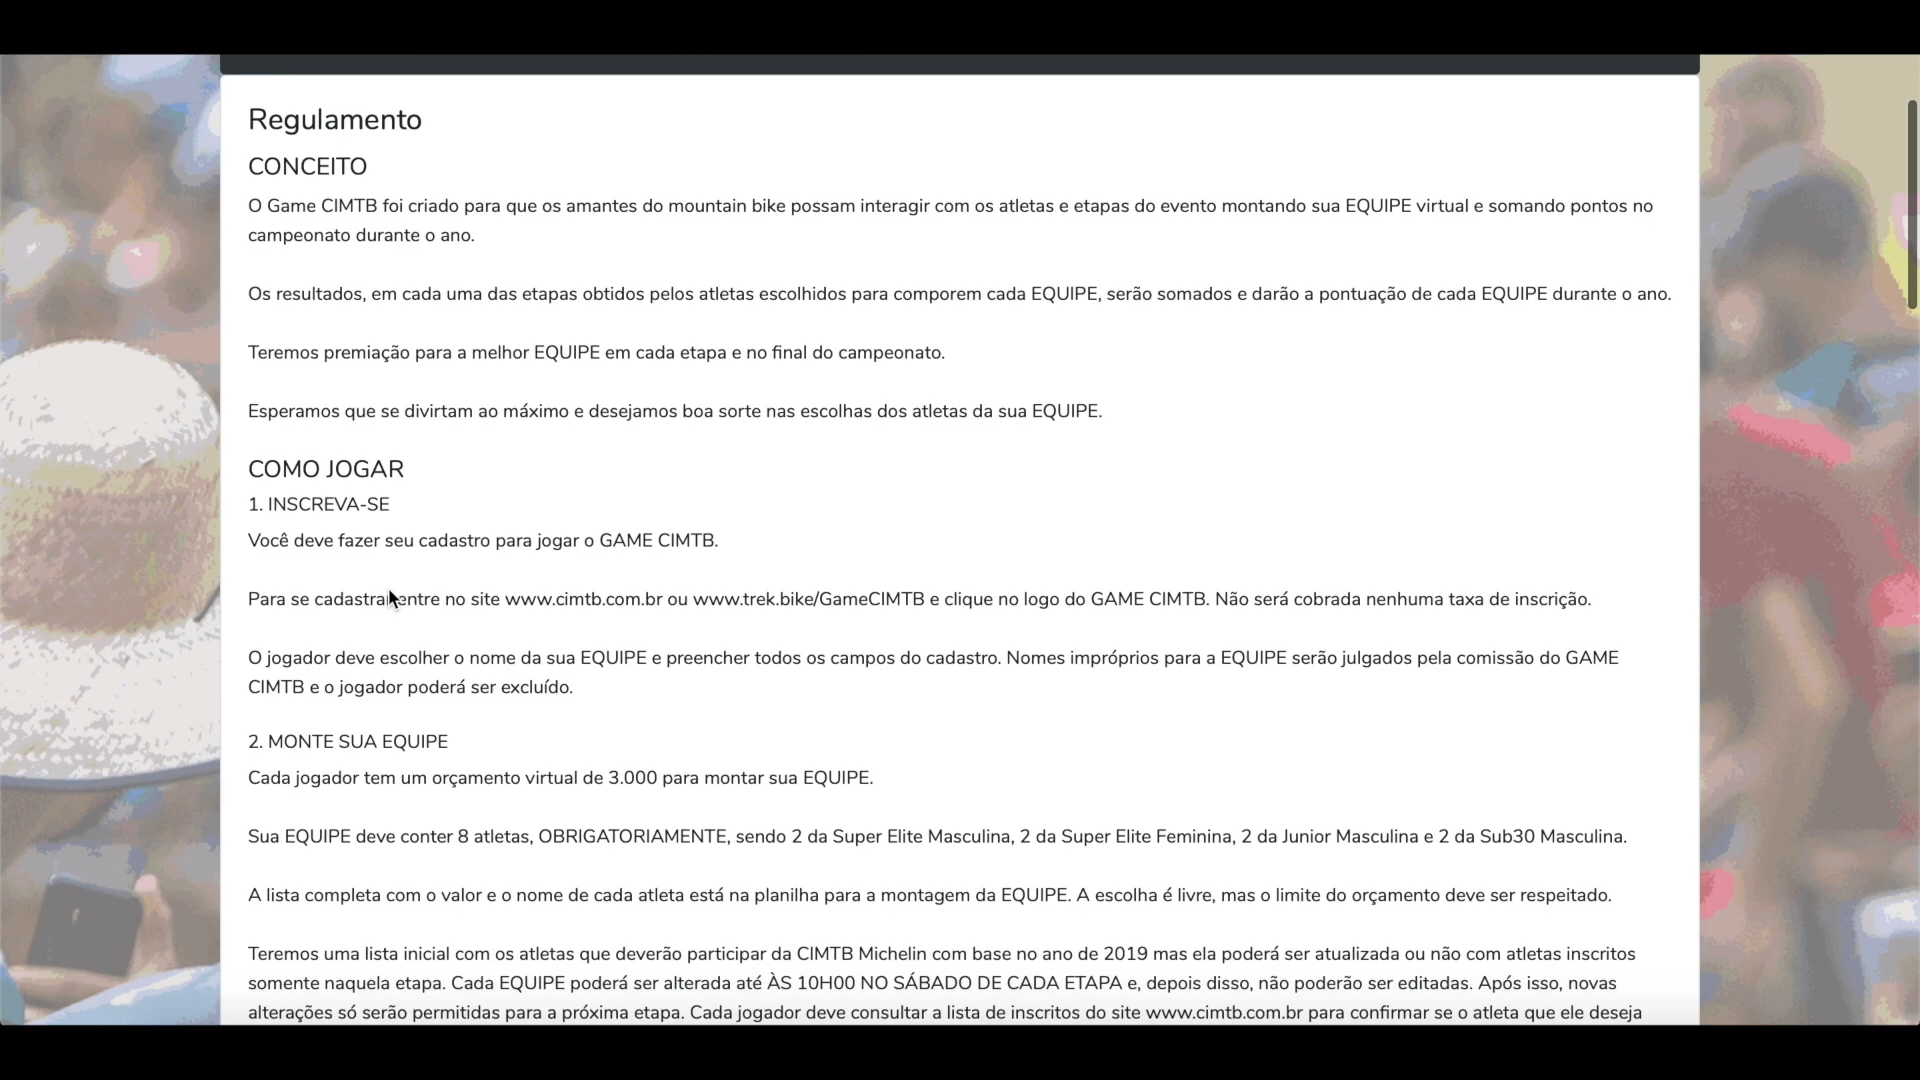 Regulamento
CONCEITO
O Game CIMTB foi criado para que os amantes do mountain bike possam interagir com os atletas e etapas do evento montando sua EQUIPE virtual e somando pontos no
campeonato durante o ano.
Os resultados, em cada uma das etapas obtidos pelos atletas escolhidos para comporem cada EQUIPE, serão somados e darão a pontuação de cada EQUIPE durante o ano.
Teremos premiação para a melhor EQUIPE em cada etapa e no final do campeonato.
Esperamos que se divirtam ao máximo e desejamos boa sorte nas escolhas dos atletas da sua EQUIPE.
COMO JOGAR
1. INSCREVA-SE
Você deve fazer seu cadastro para jogar o GAME CIMTB.
Para se cadastrar entre no site www.cimtb.com.br ou www.trek.bike/GameCIMTB e clique no logo do GAME CIMTB. Não será cobrada nenhuma taxa de inscrição.
O jogador deve escolher o nome da sua EQUIPE e preencher todos os campos do cadastro. Nomes impróprios para a EQUIPE serão julgados pela comissão do GAME
CIMTB e o jogador poderá ser excluído.
2. MONTE SUA EQUIPE
Cada jogador tem um orçamento virtual de 3.000 para montar sua EQUIPE.
Sua EQUIPE deve conter 8 atletas, OBRIGATORIAMENTE, sendo 2 da Super Elite Masculina, 2 da Super Elite Feminina, 2 da Junior Masculina e 2 da Sub30 Masculina.
A lista completa com o valor e o nome de cada atleta está na planilha para a montagem da EQUIPE. A escolha é livre, mas o limite do orçamento deve ser respeitado.
Teremos uma lista inicial com os atletas que deverão participar da CIMTB Michelin com base no ano de 2019 mas ela poderá ser atualizada ou não com atletas inscritos
somente naquela etapa. Cada EQUIPE poderá ser alterada até ÀS 10H00 NO SÁBADO DE CADA ETAPA e, depois disso, não poderão ser editadas. Após isso, novas
alterações só serão permitidas para a próxima etapa. Cada jogador deve consultar a lista de inscritos do site www.cimtb.com.br para confirmar se o atleta que ele deseja